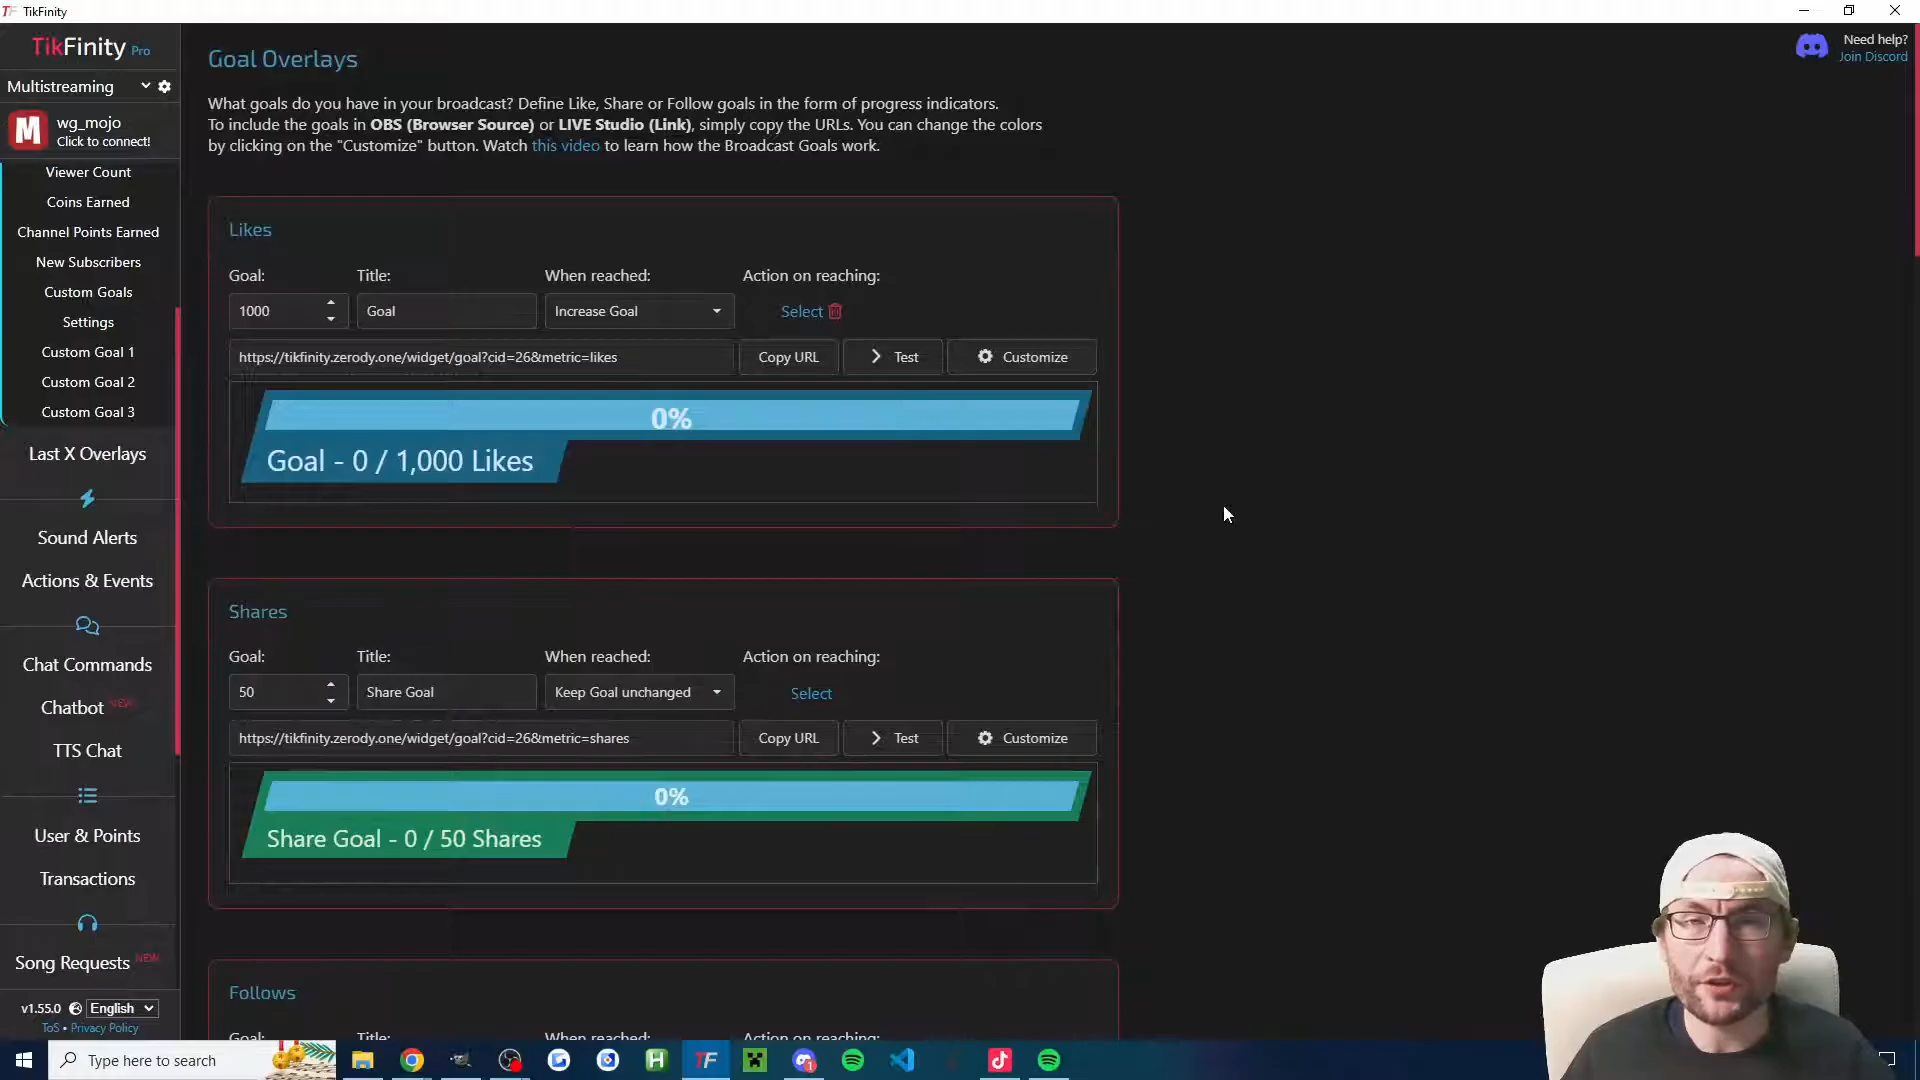 TikFinity
TikFinity Pro
Multistreaming
wg_mojo
Click to connect!
Viewer Count
Coins Earned
Channel Points Earned
New Subscribers
Custom Goals
Settings
Custom Goal 1
Custom Goal 2
Custom Goal 3
Last X Overlays
Sound Alerts
Actions & Events
Chat Commands
Chatbot NEW
TTS Chat
User & Points
Transactions
Song Requests NEW
v1.55.0 English
ToS • Privacy Policy
Need help?
Join Discord
Goal Overlays
What goals do you have in your broadcast? Define Like, Share or Follow goals in the form of progress indicators.
To include the goals in OBS (Browser Source) or LIVE Studio (Link), simply copy the URLs. You can change the colors
by clicking on the "Customize" button. Watch this video to learn how the Broadcast Goals work.
Likes
Goal: Title: When reached: Action on reaching:
1000 Goal Increase Goal Select
https://tikfinity.zerody.one/widget/goal?cid=26&metric=likes Copy URL Test Customize
0%
Goal - 0 / 1,000 Likes
Shares
Goal: Title: When reached: Action on reaching:
50 Share Goal Keep Goal unchanged Select
https://tikfinity.zerody.one/widget/goal?cid=26&metric=shares Copy URL Test Customize
0%
Share Goal - 0 / 50 Shares
Follows
Goal: Title: When reached: Action on reaching:
Type here to search